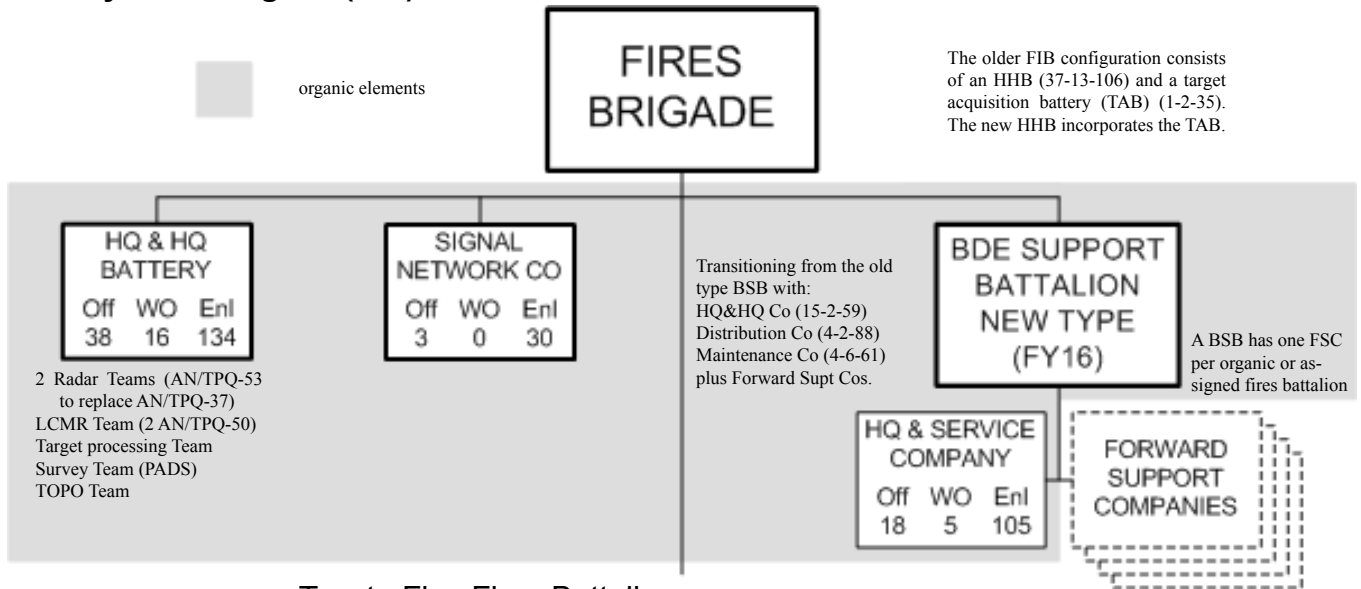 FIRES
BRIGADE
organic elements
The older FIB configuration consists
of an HHB (37-13-106) and a target
acquisition battery (TAB) (1-2-35).
The new HHB incorporates the TAB.
HQ & HQ
BATTERY
Off WO Enl
38 16 134
2 Radar Teams (AN/TPQ-53
to replace AN/TPQ-37)
LCMR Team (2 AN/TPQ-50)
Target processing Team
Survey Team (PADS)
TOPO Team
SIGNAL
NETWORK CO
Off WO Enl
3 0 30
Transitioning from the old
type BSB with:
HQ&HQ Co (15-2-59)
Distribution Co (4-2-88)
Maintenance Co (4-6-61)
plus Forward Supt Cos.
BDE SUPPORT
BATTALION
NEW TYPE
(FY16)
A BSB has one FSC
per organic or as-
signed fires battalion
HQ & SERVICE
COMPANY
Off WO Enl
18 5 105
FORWARD
SUPPORT
COMPANIES